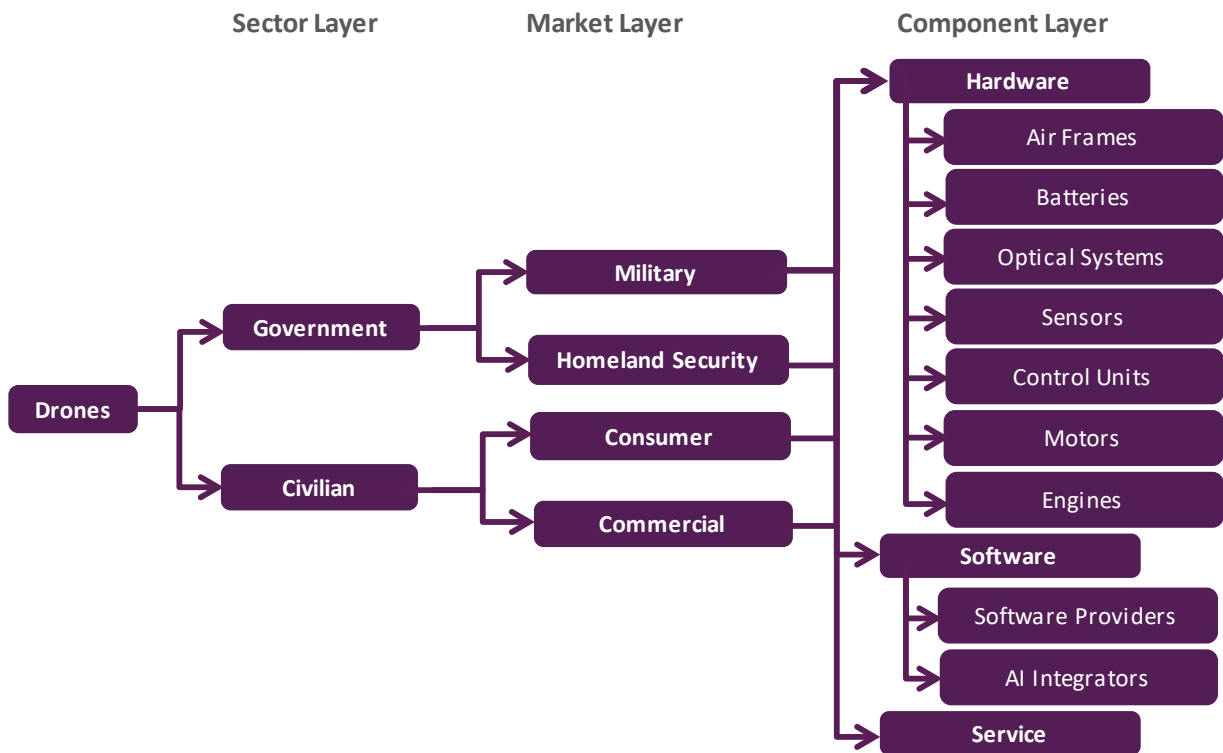 Sector Layer
Market Layer
Component Layer
Drones
Government
Civilian
Military
Homeland Security
Consumer
Commercial
Hardware
Air Frames
Batteries
Optical Systems
Sensors
Control Units
Motors
Engines
Software
Software Providers
AI Integrators
Service